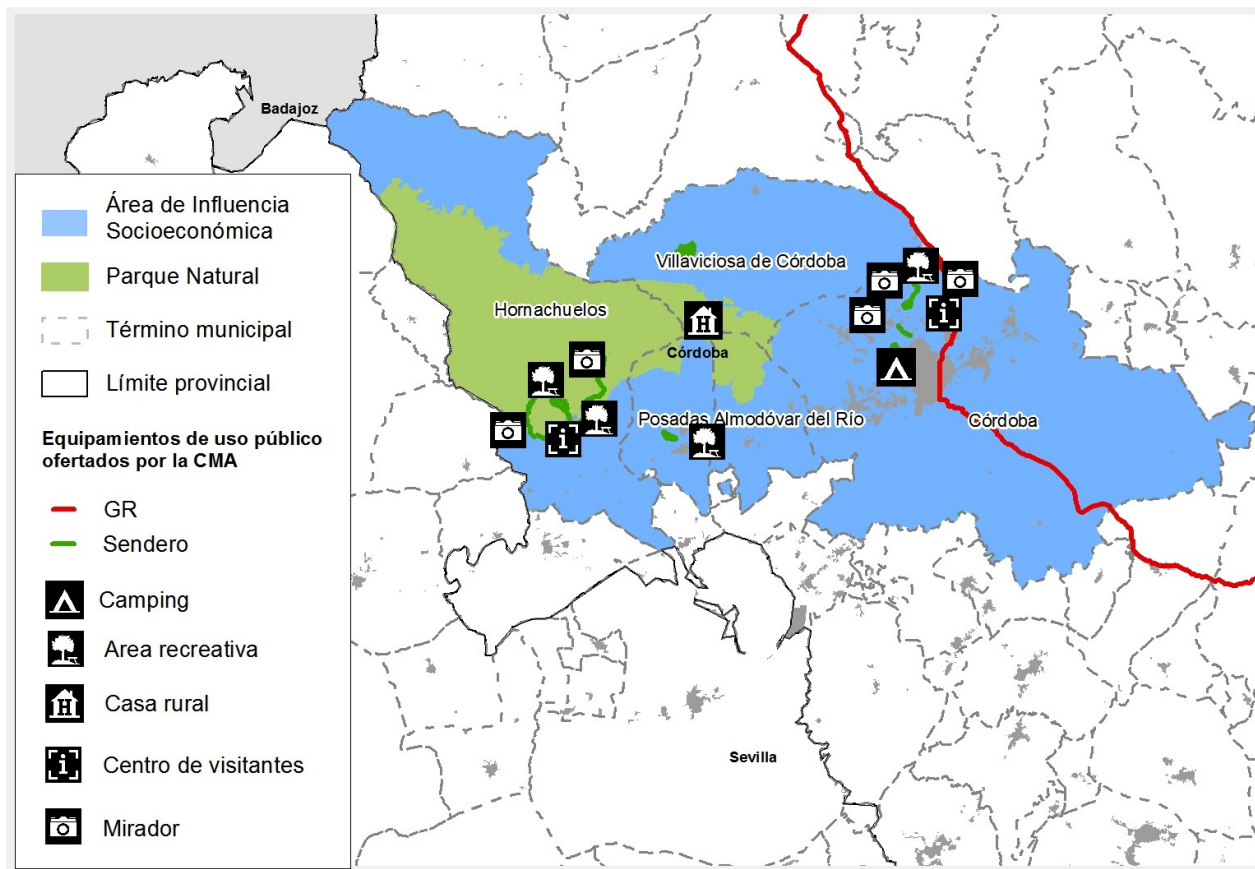 Badajoz
Villaviciosa de Córdoba
Hornachuelos
Córdoba
Posadas Almodóvar del Río
Córdoba
Sevilla
Área de Influencia
Socioeconómica
Parque Natural
Término municipal
Límite provincial
Equipamientos de uso público
ofertados por la CMA
GR
Sendero
Camping
Area recreativa
Casa rural
Centro de visitantes
Mirador